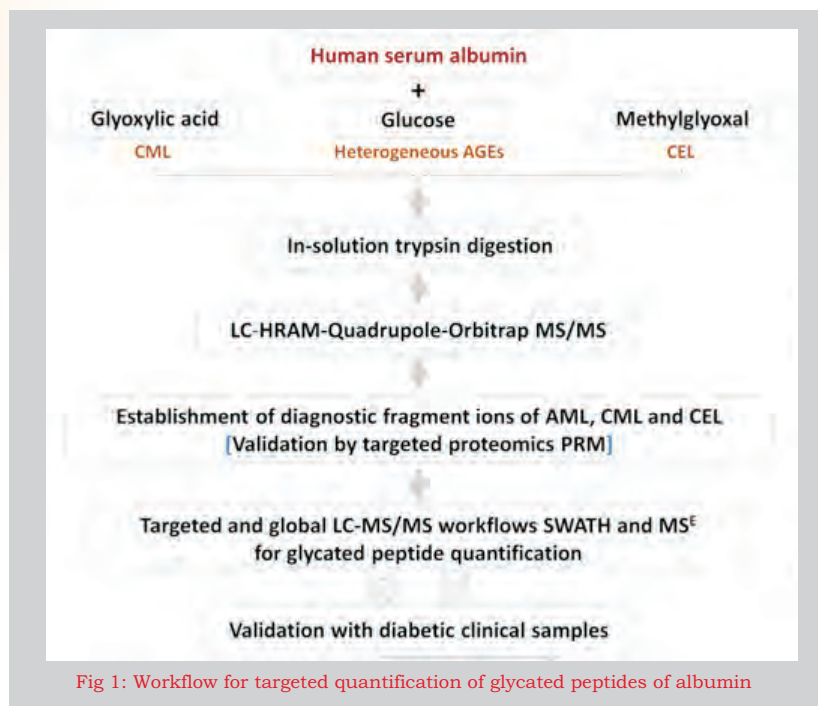 Human serum albumin
+
Glyoxylic acid Glucose Methylglyoxal
CML Heterogeneous AGEs CEL
In-solution trypsin digestion
LC-HRAM-Quadrupole-Orbitrap MS/MS
Establishment of diagnostic fragment ions of AML, CML and CEL
[Validation by targeted proteomics PRM]
Targeted and global LC-MS/MS workflows SWATH and MSᴱ
for glycated peptide quantification
Validation with diabetic clinical samples
Fig 1: Workflow for targeted quantification of glycated peptides of albumin